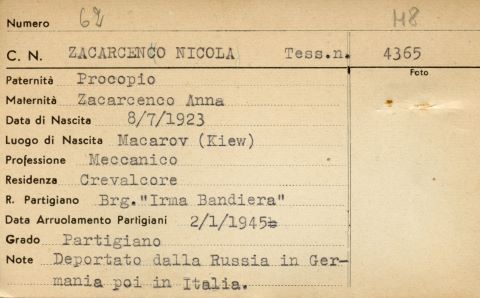 Numero 62 M8
C. N. ZACARCENCO NICOLA Tess.n. 4365
Paternità Procopio Foto
Maternità Zacarcenco Anna
Data di Nascita 8/7/1923
Luogo di Nascita Macarov (Kiew)
Professione Meccanico
Residenza Crevalcore
R. Partigiano Brg."Irma Bandiera"
Data Arruolamento Partigiani 2/1/1945
Grado Partigiano
Note Deportato dalla Russia in Ger-
mania poi in Italia.